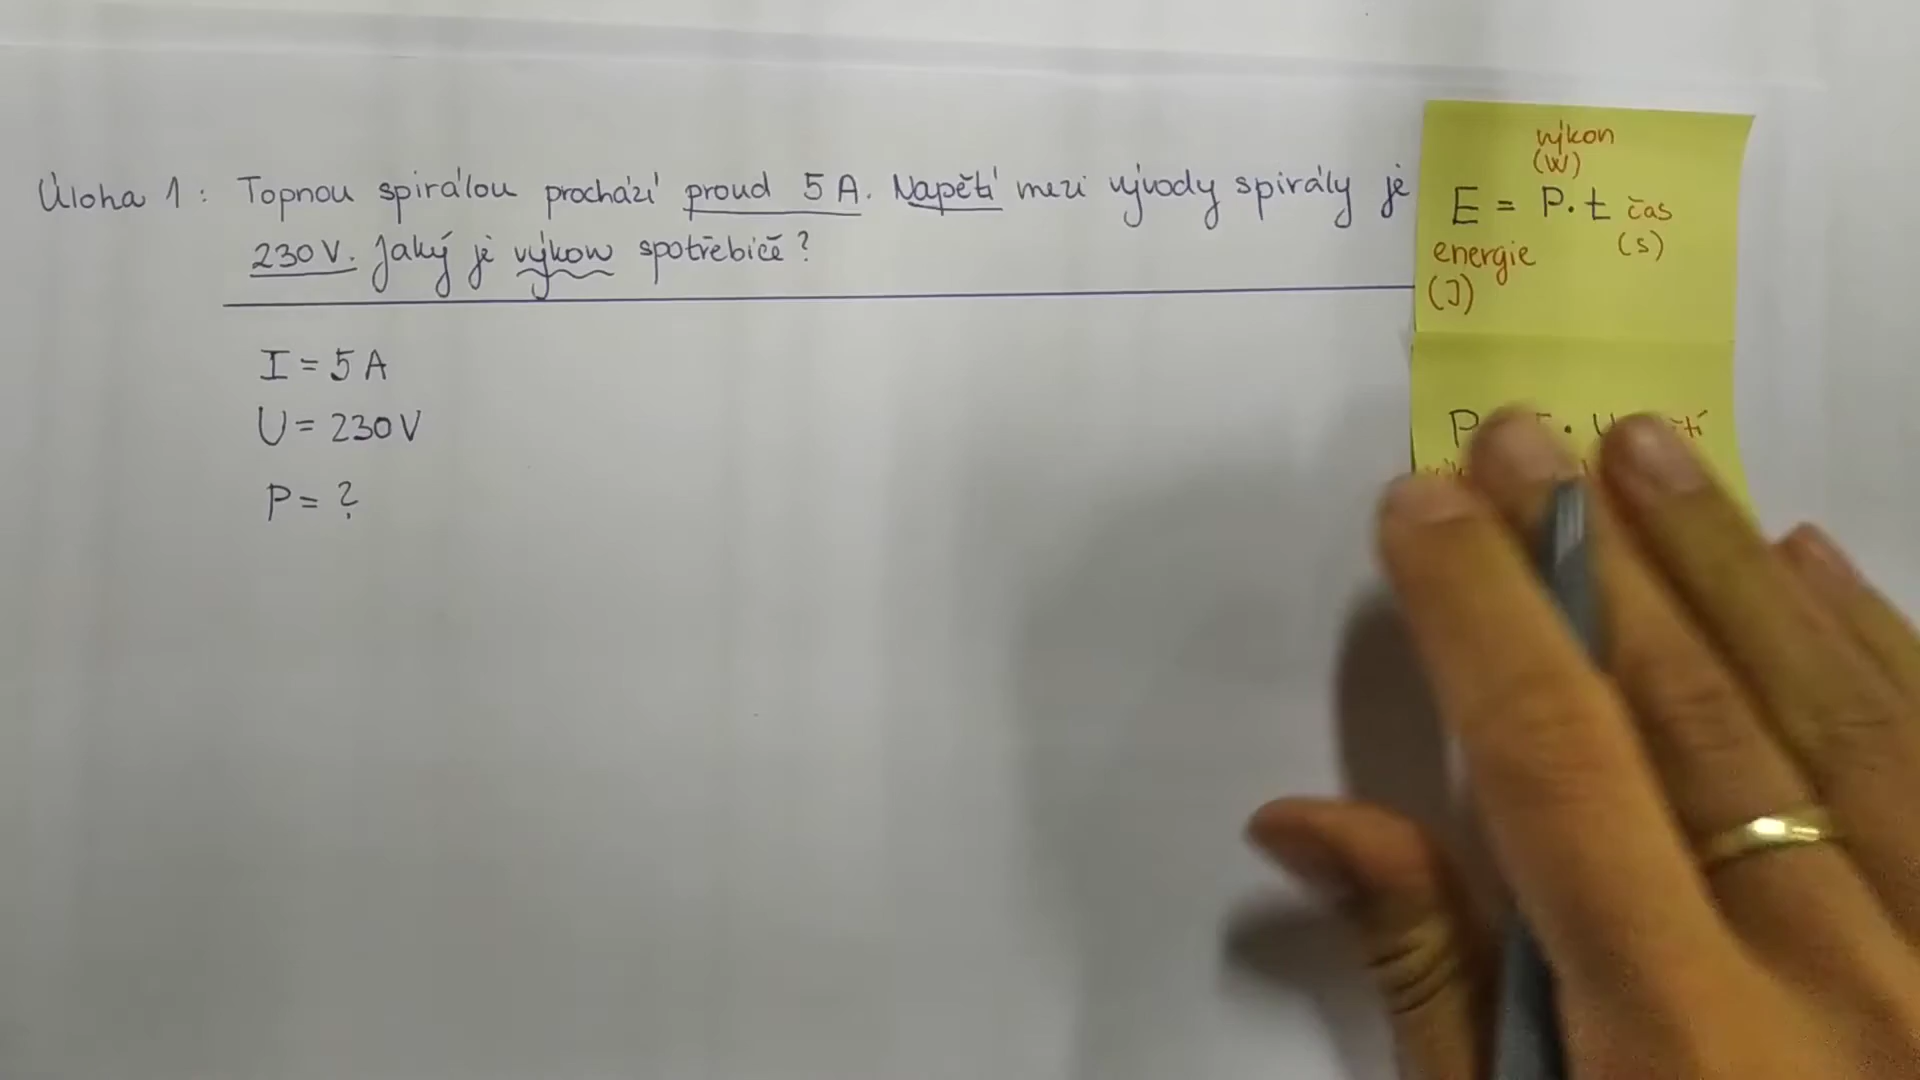 Úloha 1: Topnou spirálou prochází proud 5 A. Napětí mezi vývody spirály je
230 V. Jaký je výkon spotřebiče?
I = 5 A
U = 230 V
P = ?
výkon
(W)
E = P·t čas
(s)
energie
(J)
P · U